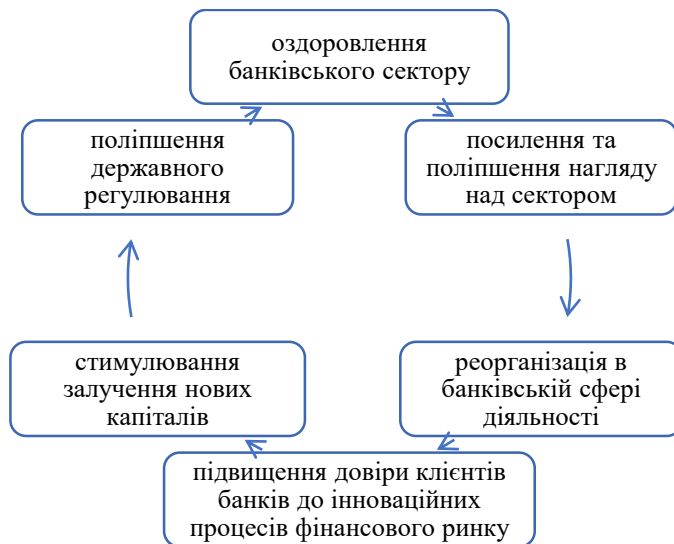 оздоровлення
банківського сектору
посилення та
поліпшення нагляду
над сектором
реорганізація в
банківській сфері
діяльності
підвищення довіри клієнтів
банків до інноваційних
процесів фінансового ринку
стимулювання
залучення нових
капіталів
поліпшення
державного
регулювання